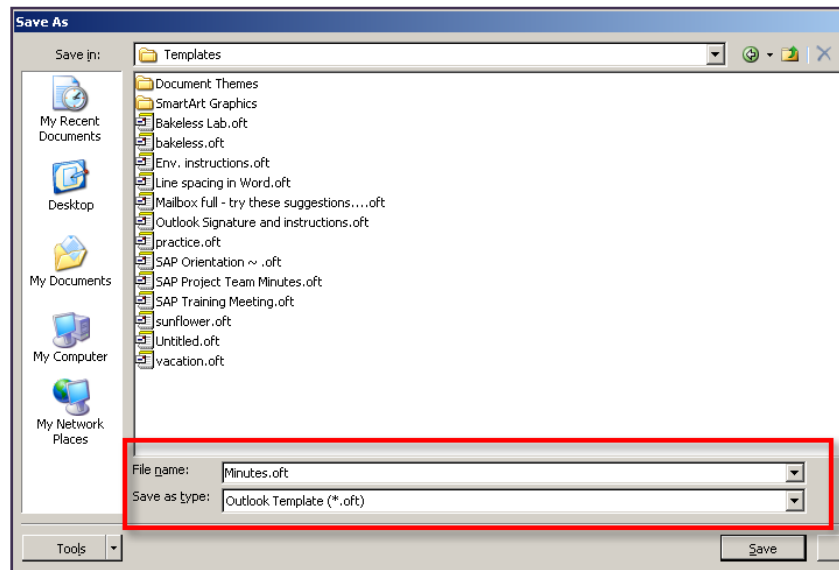 Save As
Save in:
Templates
My Recent
Documents
Desktop
My Documents
My Computer
My Network
Places
Document Themes
SmartArt Graphics
Bakeless Lab.oft
bakeless.oft
Env. instructions.oft
Line spacing in Word.oft
Mailbox full - try these suggestions....oft
Outlook Signature and instructions.oft
practice.oft
SAP Orientation ~ .oft
SAP Project Team Minutes.oft
SAP Training Meeting.oft
sunflower.oft
Untitled.oft
vacation.oft
File name:
Minutes.oft
Save as type:
Outlook Template (*.oft)
Tools
Save